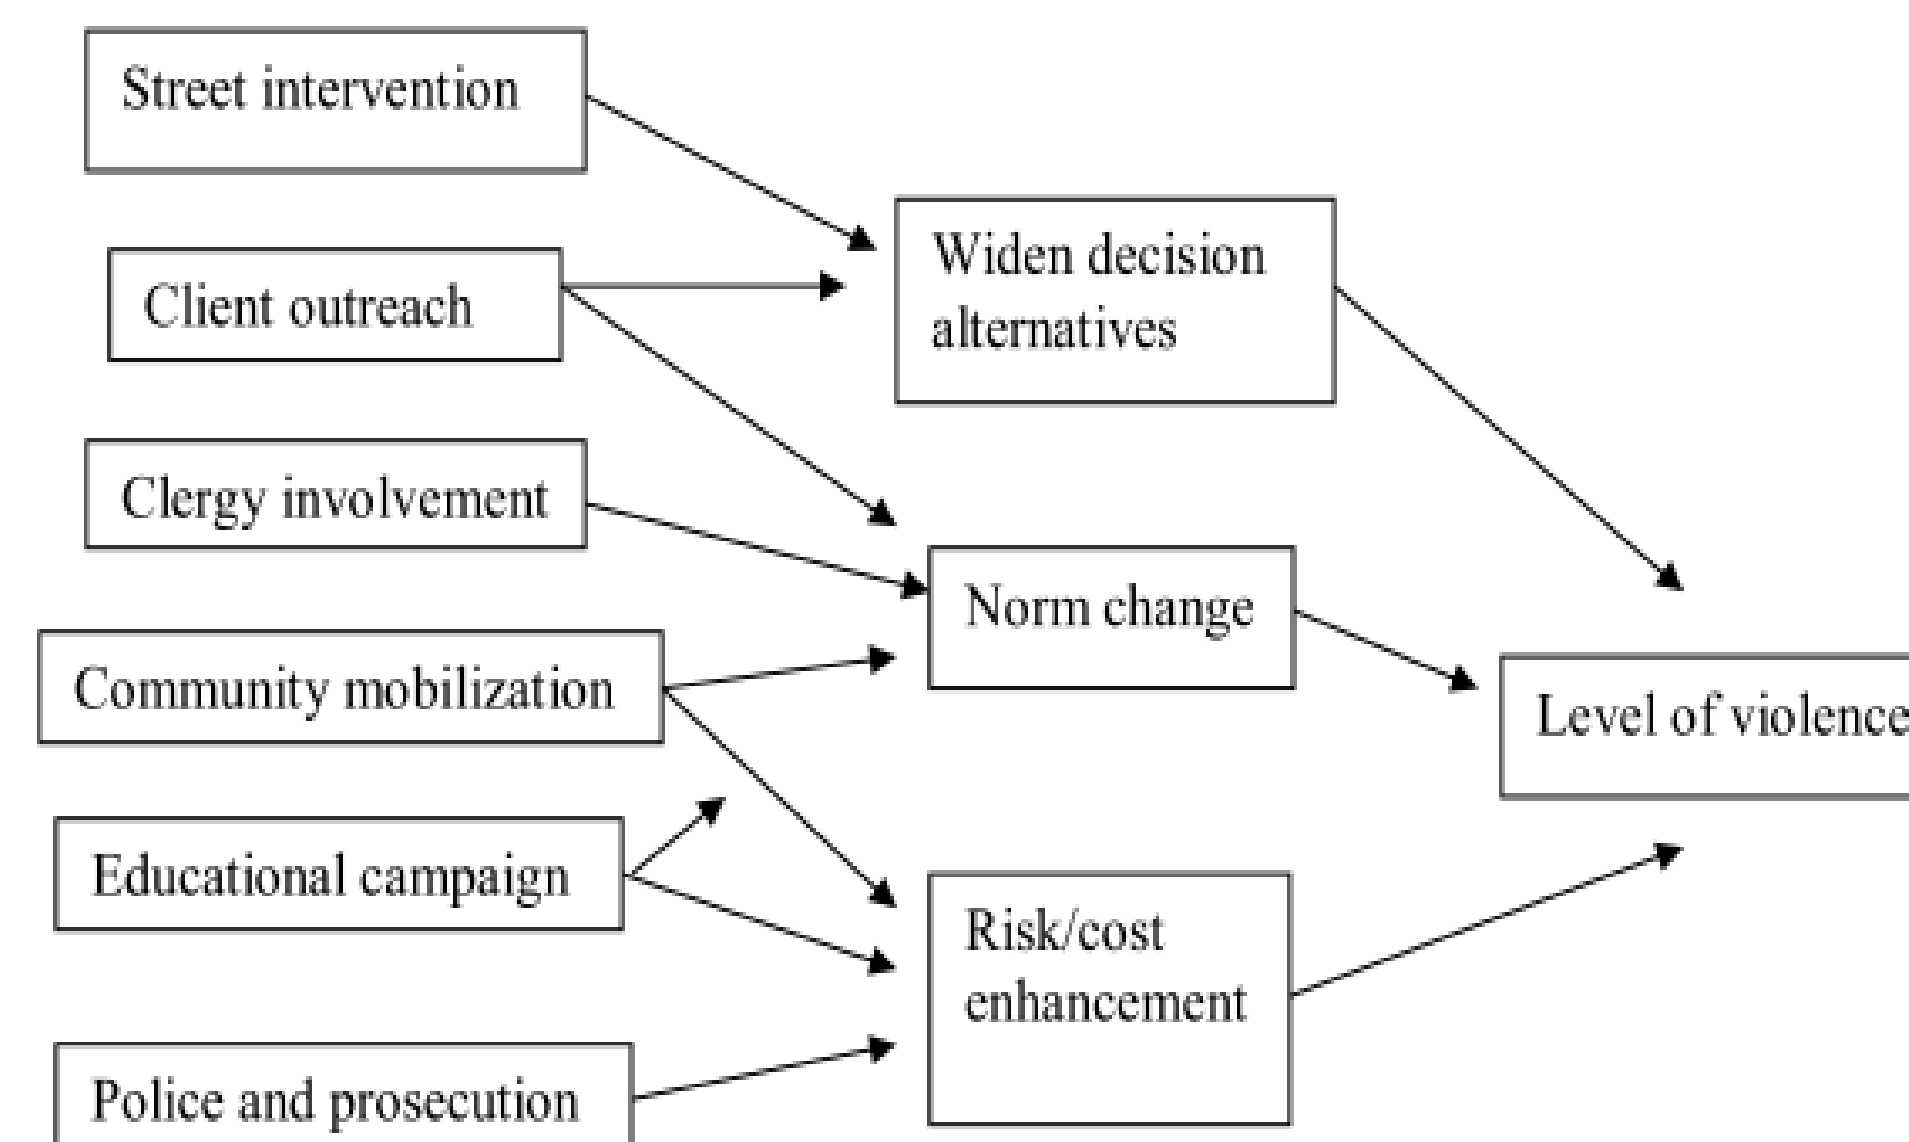 Street intervention
Client outreach
Clergy involvement
Community mobilization
Educational campaign
Police and prosecution
Widen decision
alternatives
Norm change
Risk/cost
enhancement
Level of violence